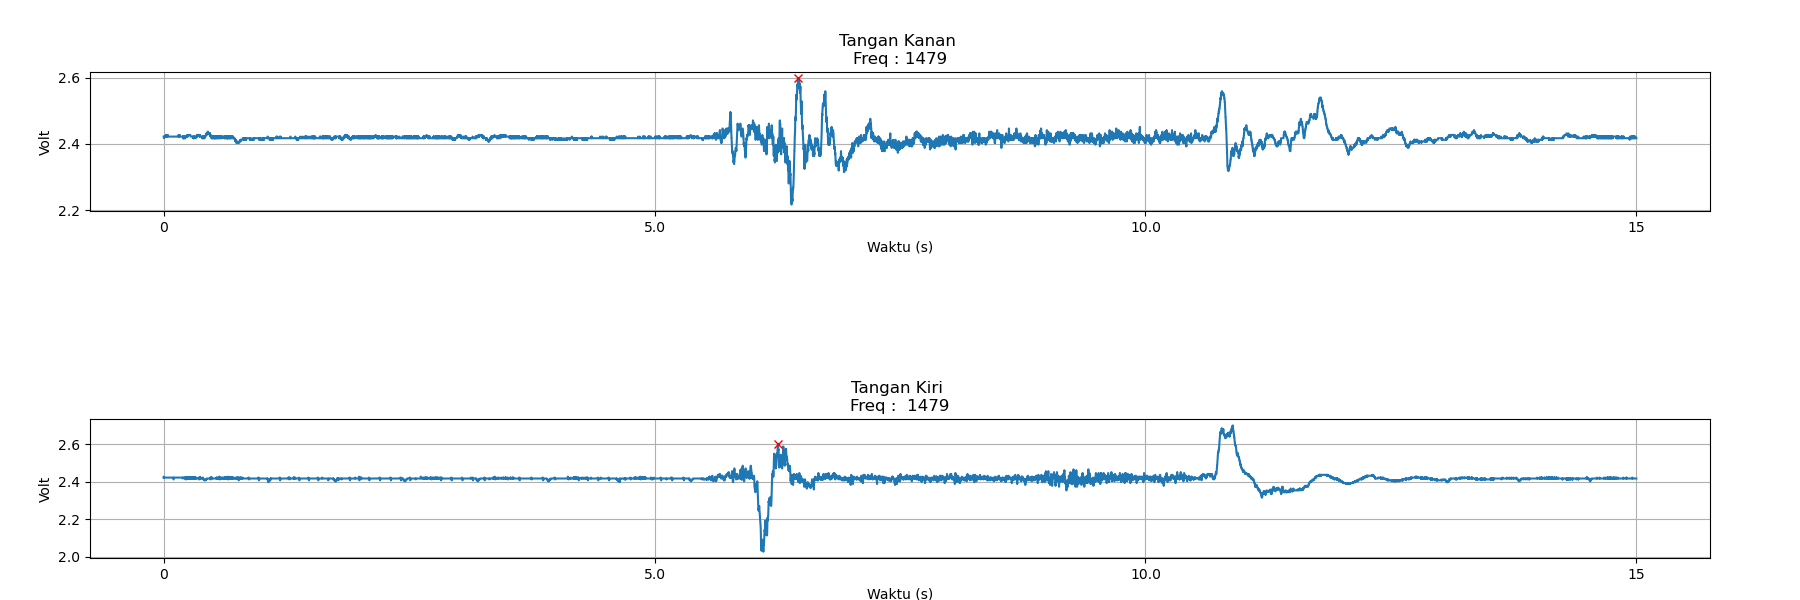 Tangan Kanan
Freq : 1479
2.6
2.4
2.2
Volt
0 5.0 10.0 15
Waktu (s)
Tangan Kiri
Freq :  1479
2.6
2.4
2.2
2.0
Volt
0 5.0 10.0 15
Waktu (s)